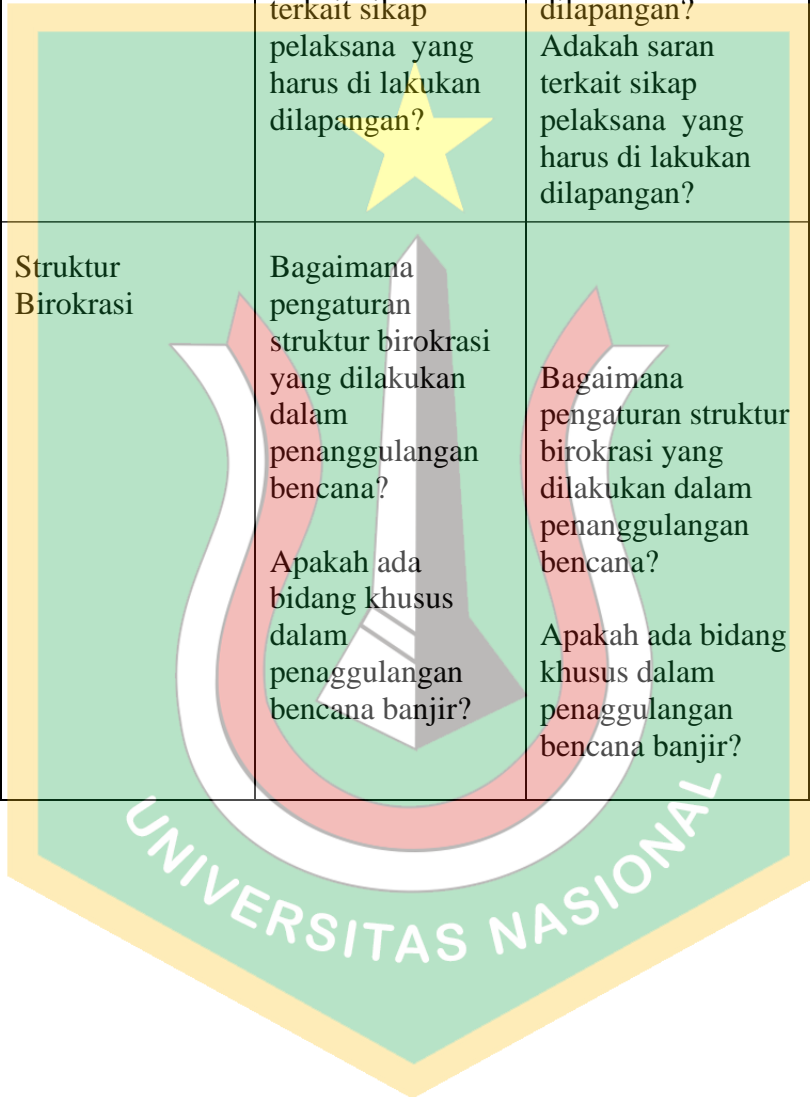 terkait sikap
pelaksana yang
harus di lakukan
dilapangan?
dilapangan?
Adakah saran
terkait sikap
pelaksana yang
harus di lakukan
dilapangan?
Struktur
Birokrasi
Bagaimana
pengaturan
struktur birokrasi
yang dilakukan
dalam
penanggulangan
bencana?
Apakah ada
bidang khusus
dalam
penaggulangan
bencana banjir?
Bagaimana
pengaturan struktur
birokrasi yang
dilakukan dalam
penanggulangan
bencana?
Apakah ada bidang
khusus dalam
penaggulangan
bencana banjir?
UNIVERSITAS NASIONAL